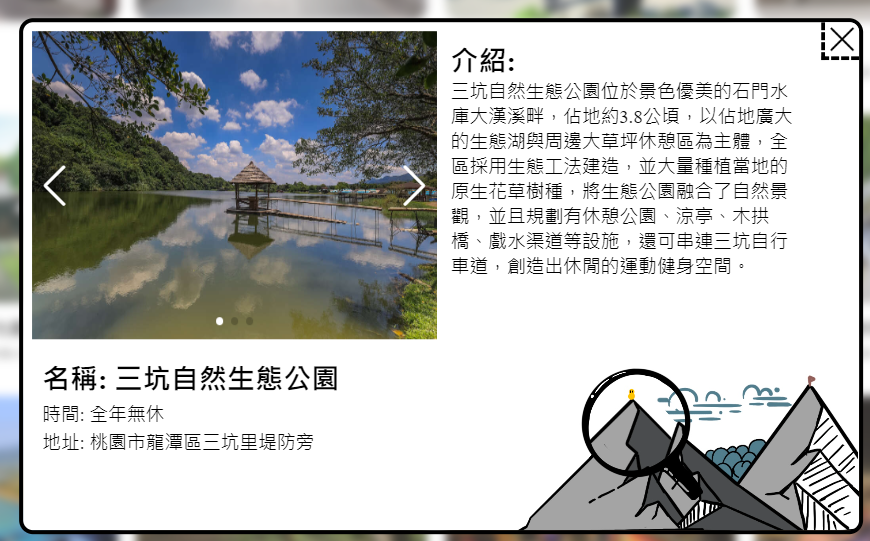 介紹:
三坑自然生態公園位於景色優美的石門水
庫大漢溪畔，佔地約3.8公頃，以佔地廣大
的生態湖與周邊大草坪休憩區為主體，全
區採用生態工法建造，並大量種植當地的
原生花草樹種，將生態公園融合了自然景
觀，並且規劃有休憩公園、涼亭、木拱
橋、戲水渠道等設施，還可串連三坑自行
車道，創造出休閒的運動健身空間。
名稱: 三坑自然生態公園
時間: 全年無休
地址: 桃園市龍潭區三坑里堤防旁